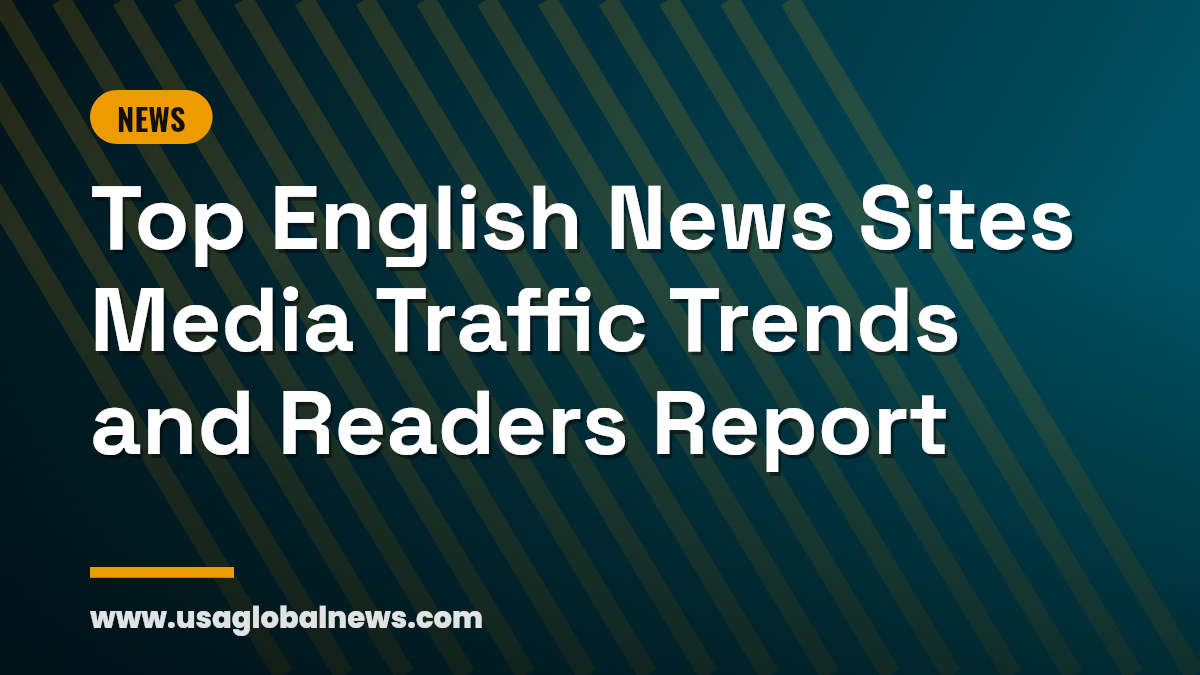 NEWS
Top English News Sites
Media Traffic Trends
and Readers Report
www.usaglobalnews.com